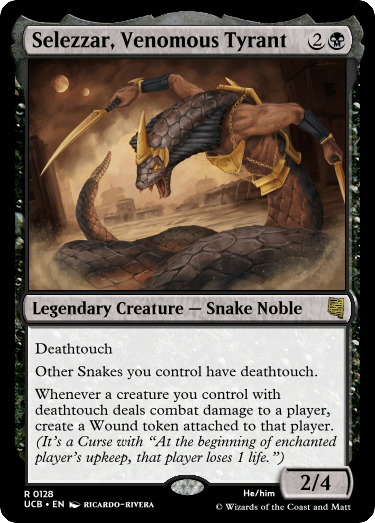 Selezzar, Venomous Tyrant 2
Legendary Creature — Snake Noble
Deathtouch
Other Snakes you control have deathtouch.
Whenever a creature you control with
deathtouch deals combat damage to a player,
create a Wound token attached to that player.
(It's a Curse with “At the beginning of enchanted
player's upkeep, that player loses 1 life.”)
2/4
R 0128
He/him
UCB • EN RICARDO-RIVERA
© Wizards of the Coast and Matt